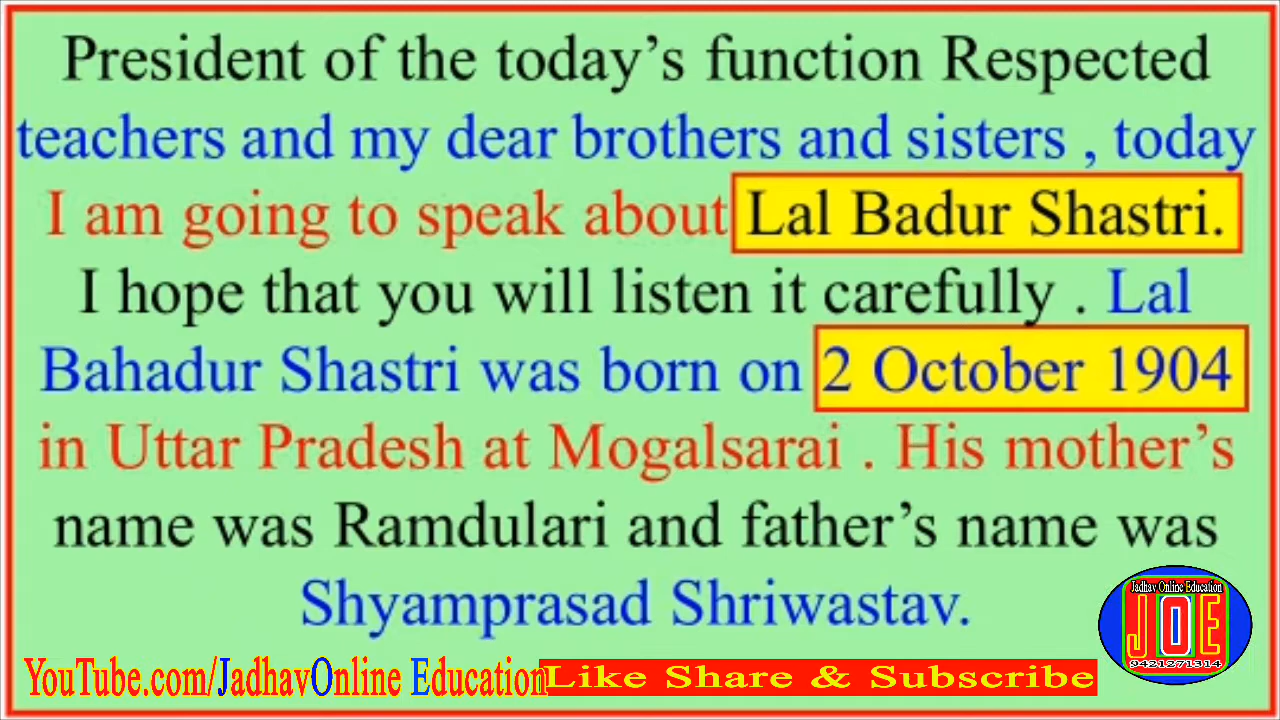 President of the today’s function Respected
teachers and my dear brothers and sisters , today
I am going to speak about Lal Badur Shastri.
I hope that you will listen it carefully . Lal
Bahadur Shastri was born on 2 October 1904
in Uttar Pradesh at Mogalsarai . His mother’s
name was Ramdulari and father’s name was
Shyamprasad Shriwastav.
Jadhav Online Education
JOE
9421271314
YouTube.com/JadhavOnline Education Like Share & Subscribe